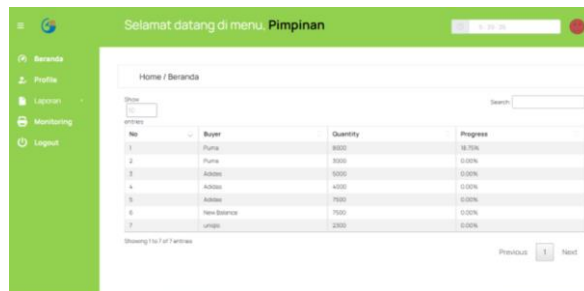 Selamat datang di menu, Pimpinan
Beranda
Profile
Laporan
Monitoring
Logout
Home / Beranda
Show
entries
Search:
No Buyer Quantity Progress
1 Puma 8000 18.75%
2 Puma 3000 0.00%
3 Adidas 5000 0.00%
4 Adidas 4500 0.00%
5 Adidas 7500 0.00%
6 New Balance 7500 0.00%
7 uniqlo 2300 0.00%
Showing 1 to 7 of 7 entries
Previous 1 Next